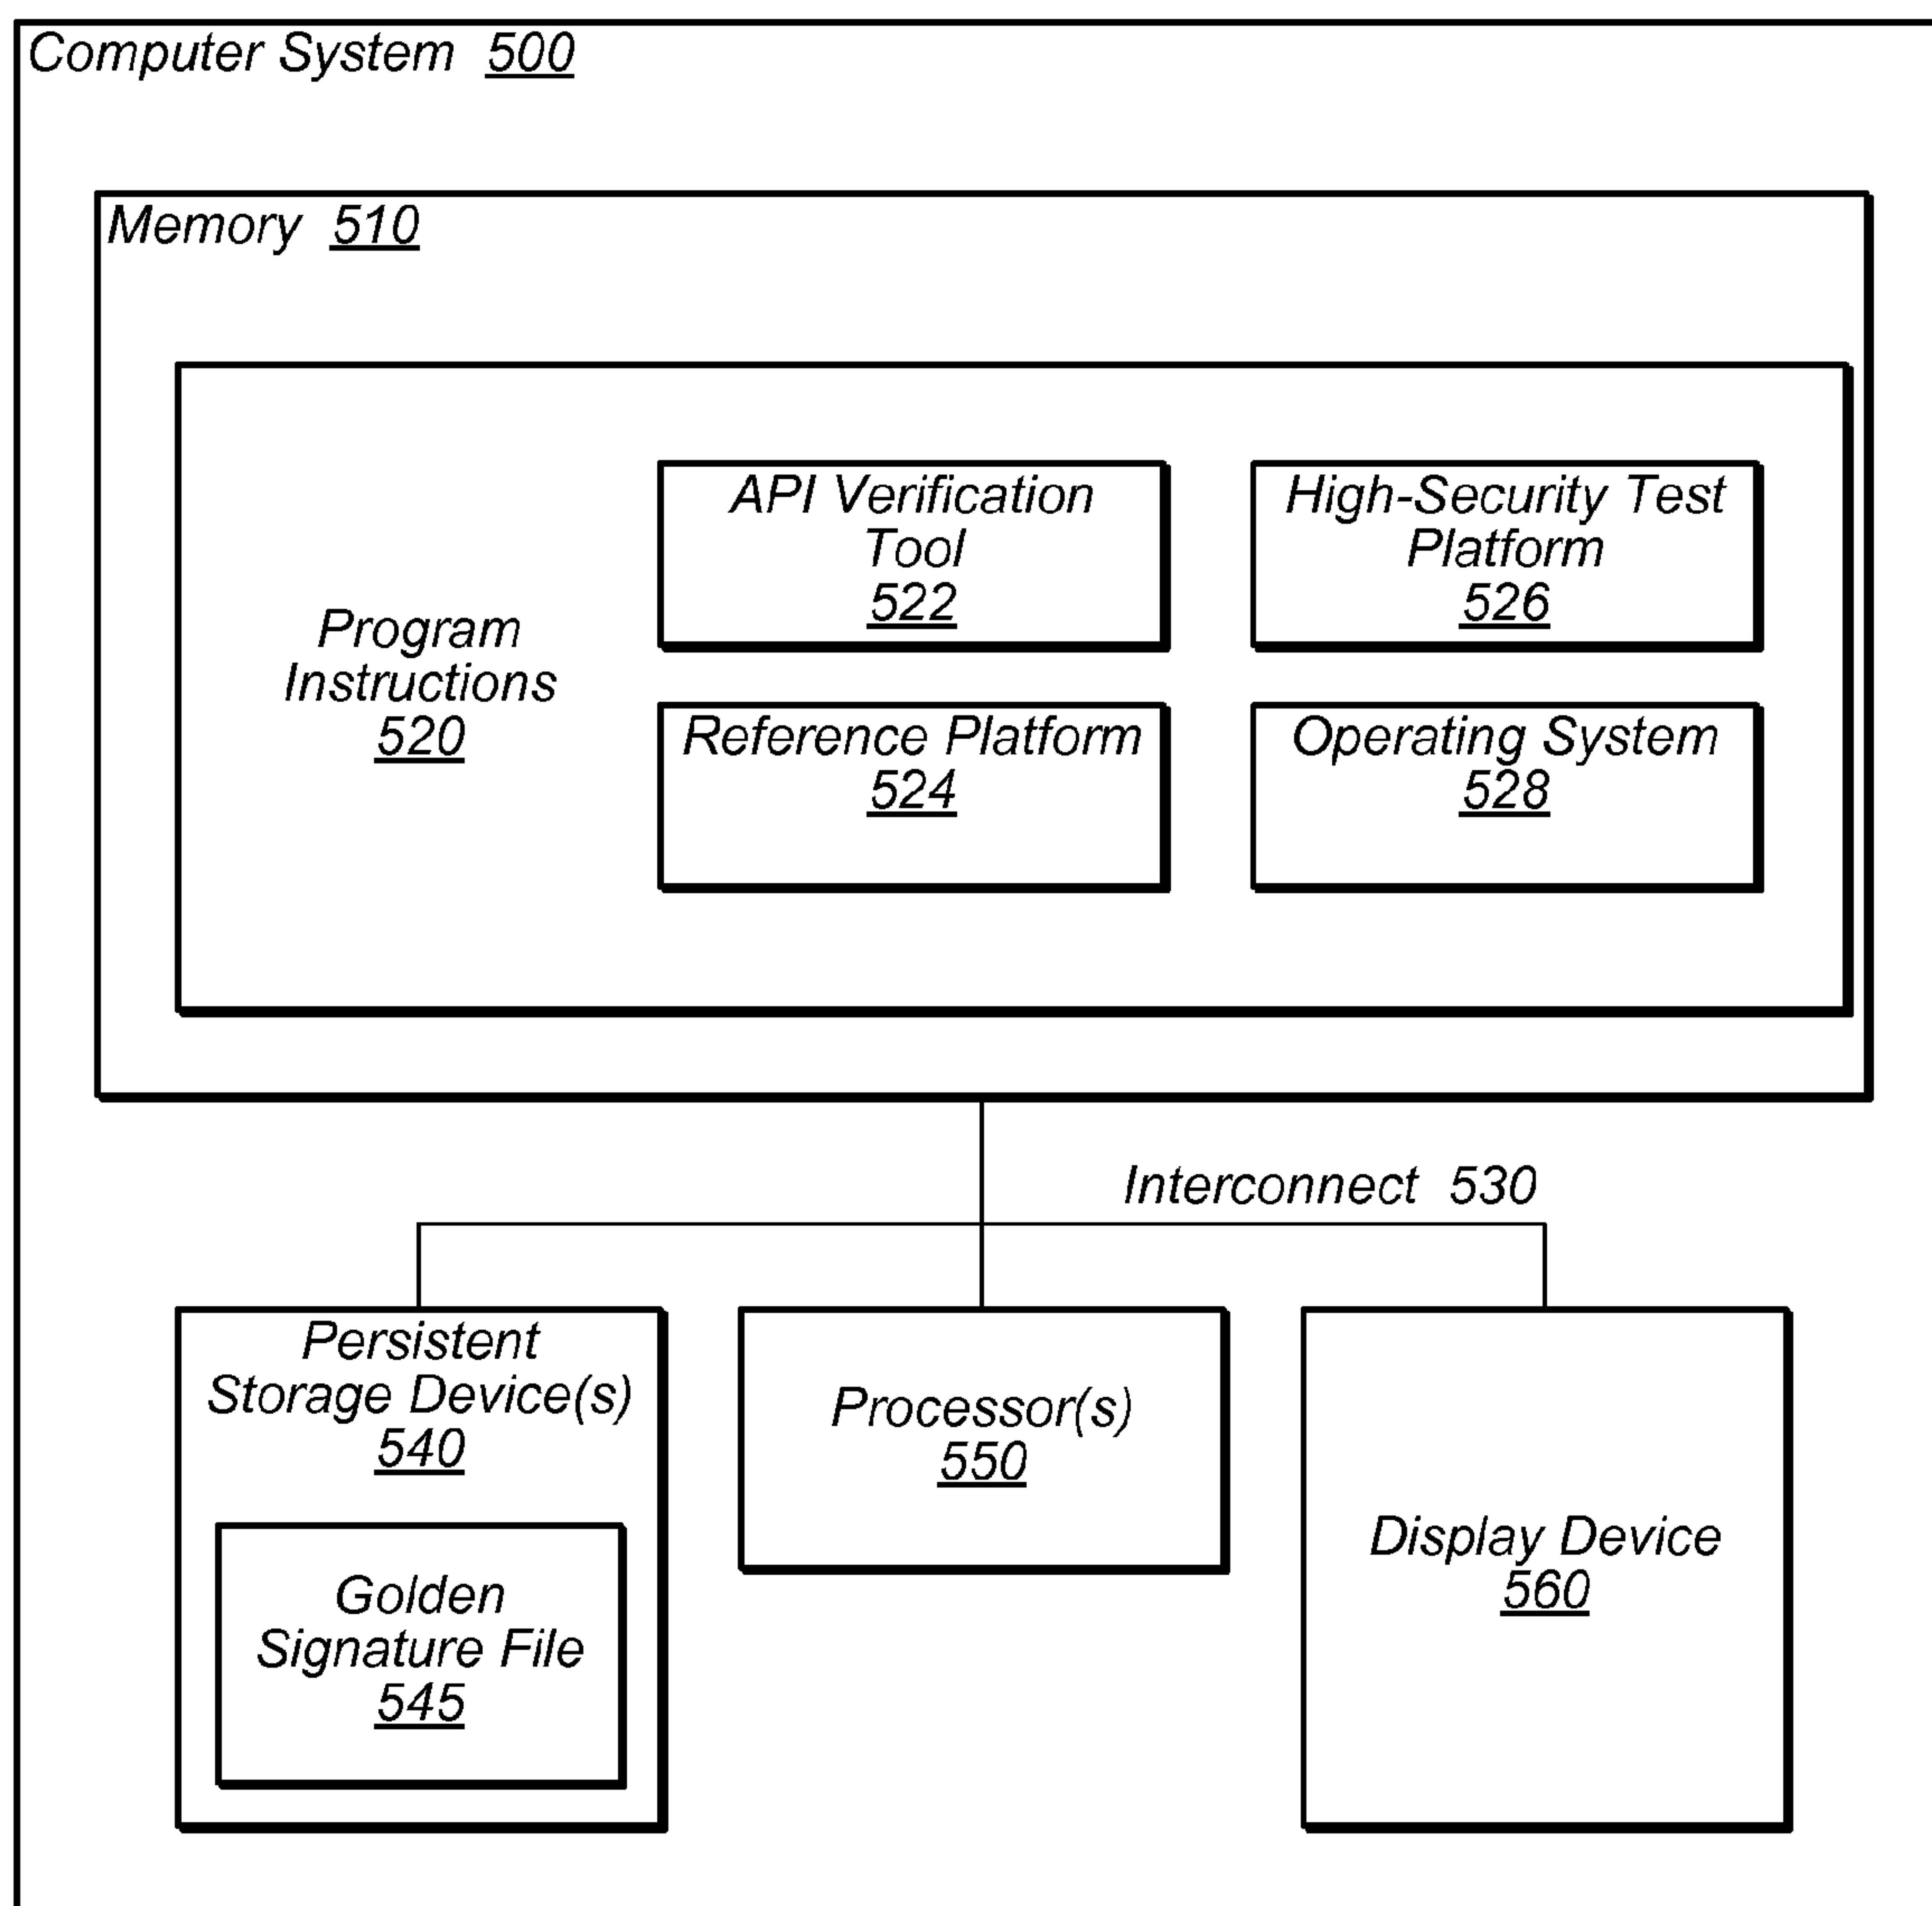 Computer System 500
Memory 510
Program
Instructions
520
API Verification
Tool
522
High-Security Test
Platform
526
Reference Platform
524
Operating System
528
Interconnect 530
Persistent
Storage Device(s)
540
Golden
Signature File
545
Processor(s)
550
Display Device
560